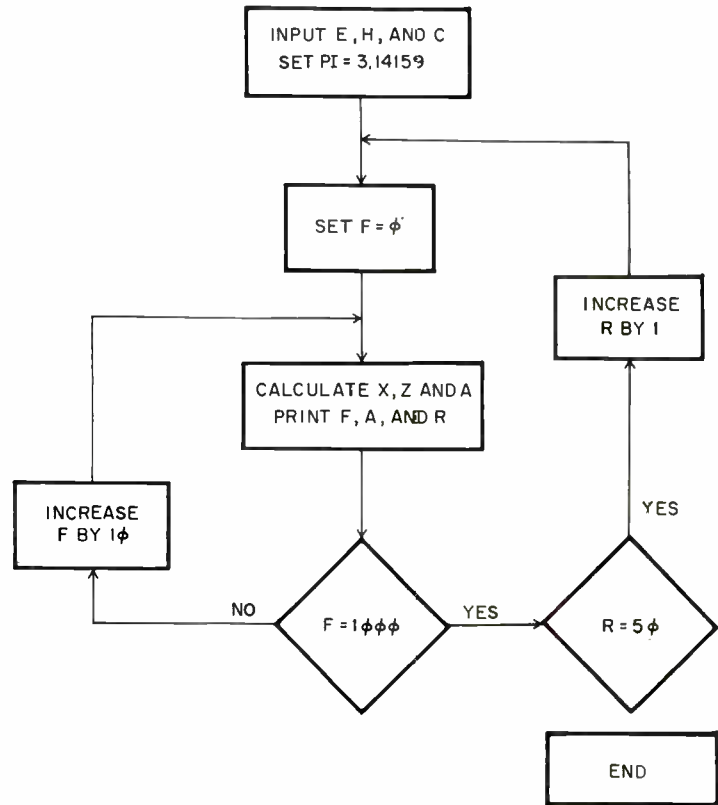 INPUT E, H, AND C
SET PI = 3.14159
SET F = ϕ
CALCULATE X, Z AND A
PRINT F, A, AND R
INCREASE
F BY 1ϕ
NO
F = 1ϕϕϕ
YES
R = 5ϕ
YES
INCREASE
R BY 1
END